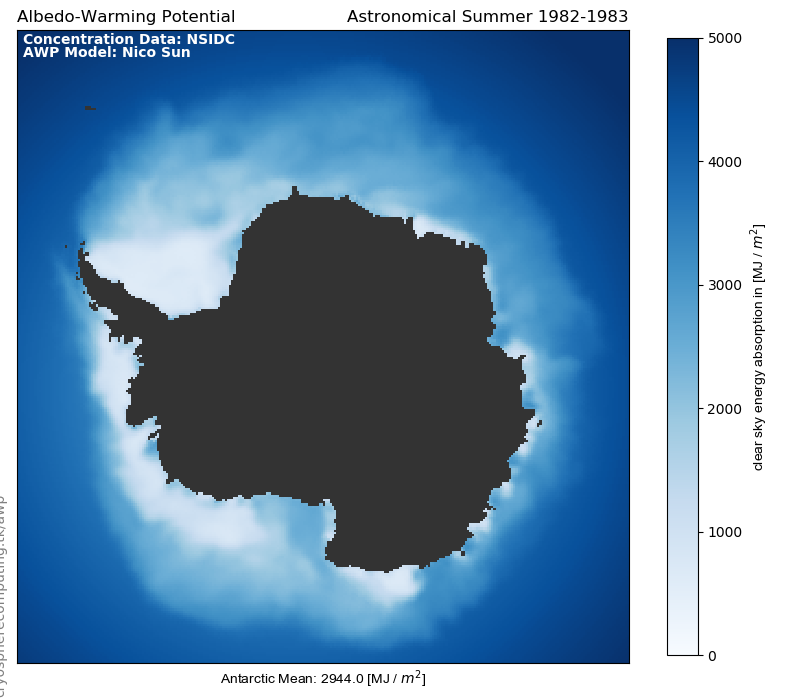 Albedo-Warming Potential
Astronomical Summer 1982-1983
Concentration Data: NSIDC
AWP Model: Nico Sun
5000
4000
3000
2000
1000
0
clear sky energy absorption in [MJ / m²]
cryospherecomputing.tk/awp
Antarctic Mean: 2944.0 [MJ / m²]